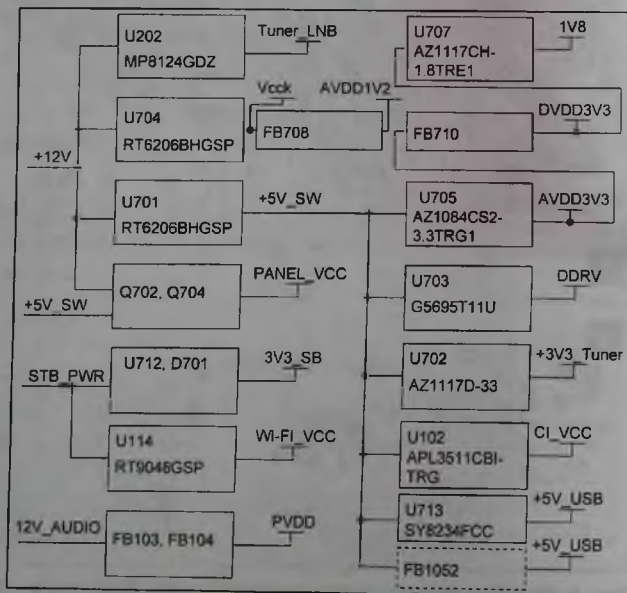 U202
MP8124GDZ
Tuner_LNB
U704
RT6206BHGSP
Vcck
FB708
AVDD1V2
+12V
U701
RT6206BHGSP
+5V_SW
Q702, Q704
PANEL_VCC
+5V_SW
STB_PWR
U712, D701
3V3_SB
U114
RT9048GSP
WI-FI_VCC
12V_AUDIO
FB103, FB104
PVDD
U707
AZ1117CH-
1.8TRE1
1V8
FB710
DVDD3V3
U705
AZ1084CS2-
3.3TRG1
AVDD3V3
U703
G5695T11U
DDRV
U702
AZ1117D-33
+3V3_Tuner
U102
APL3511CBI-
TRG
CI_VCC
U713
SY8234FCC
+5V_USB
FB1052
+5V_USB